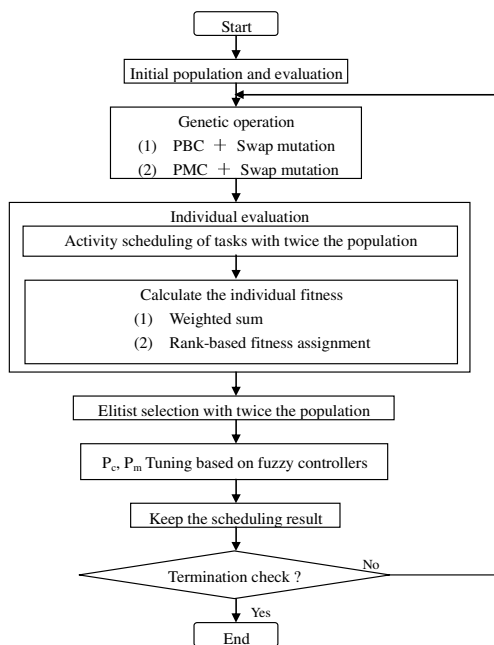 Start
Initial population and evaluation
Genetic operation
(1) PBC + Swap mutation
(2) PMC + Swap mutation
Individual evaluation
Activity scheduling of tasks with twice the population
Calculate the individual fitness
(1) Weighted sum
(2) Rank-based fitness assignment
Elitist selection with twice the population
Pc, Pm Tuning based on fuzzy controllers
Keep the scheduling result
Termination check ?
No
Yes
End